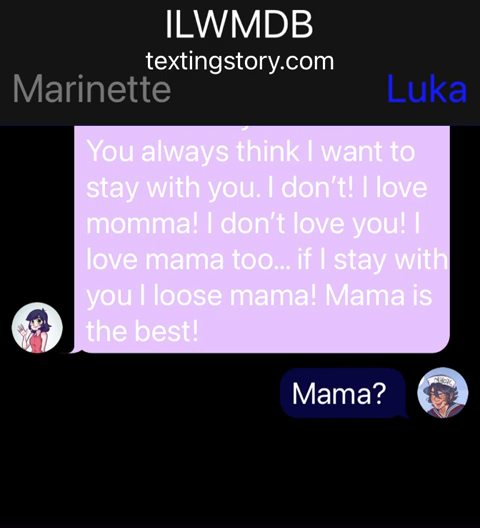 ILWMDB
textingstory.com
Marinette
Luka
You always think I want to
stay with you. I don't! I love
momma! I don't love you! I
love mama too... if I stay with
you I loose mama! Mama is
the best!
Mama?